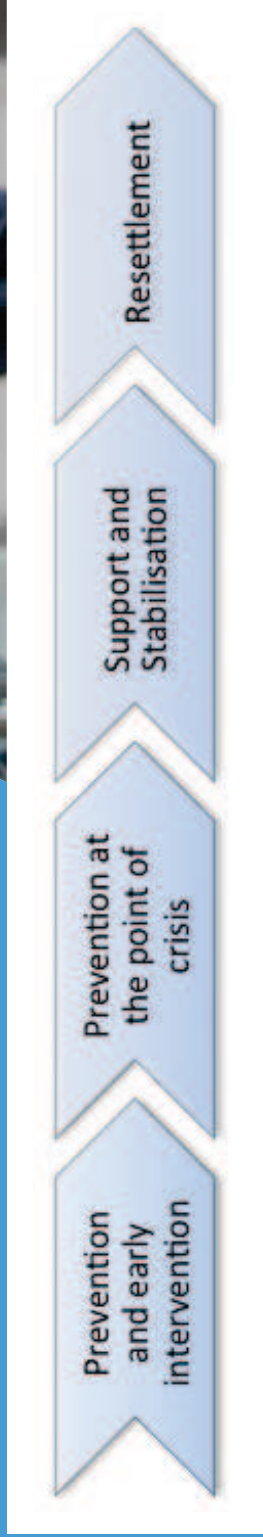 Prevention
and early
intervention
Prevention at
the point of
crisis
Support and
Stabilisation
Resettlement